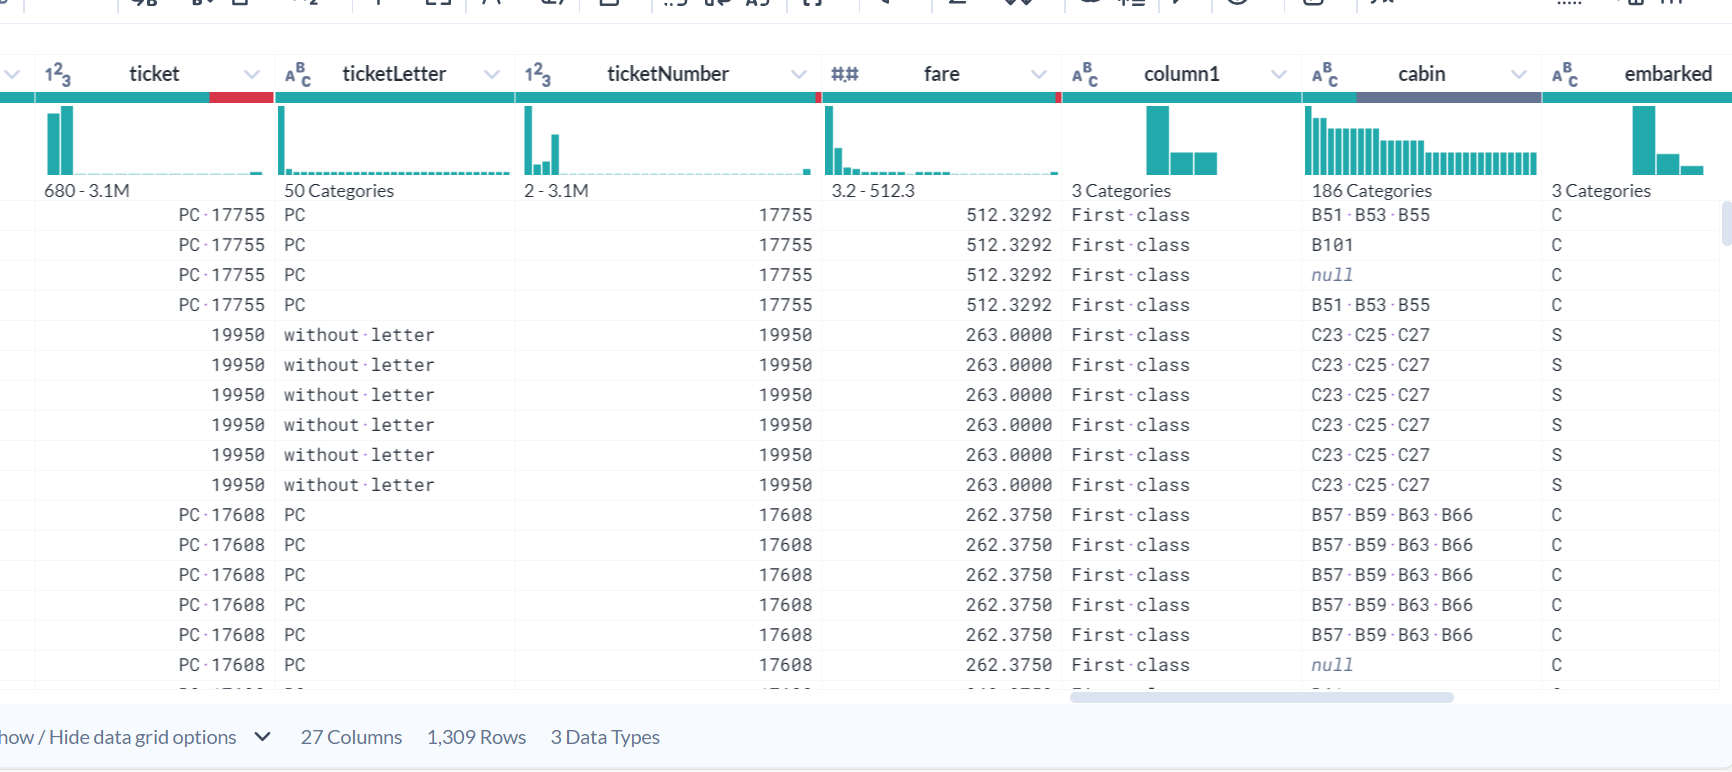 ticket ticketLetter ticketNumber fare column1 cabin embarked
680 - 3.1M 50 Categories 2 - 3.1M 3.2 - 512.3 3 Categories 186 Categories 3 Categories
PC·17755 PC 17755 512.3292 First·class B51·B53·B55 C
PC·17755 PC 17755 512.3292 First·class B101 C
PC·17755 PC 17755 512.3292 First·class null C
PC·17755 PC 17755 512.3292 First·class B51·B53·B55 C
19950 without·letter 19950 263.0000 First·class C23·C25·C27 S
19950 without·letter 19950 263.0000 First·class C23·C25·C27 S
19950 without·letter 19950 263.0000 First·class C23·C25·C27 S
19950 without·letter 19950 263.0000 First·class C23·C25·C27 S
19950 without·letter 19950 263.0000 First·class C23·C25·C27 S
19950 without·letter 19950 263.0000 First·class C23·C25·C27 S
PC·17608 PC 17608 262.3750 First·class B57·B59·B63·B66 C
PC·17608 PC 17608 262.3750 First·class B57·B59·B63·B66 C
PC·17608 PC 17608 262.3750 First·class B57·B59·B63·B66 C
PC·17608 PC 17608 262.3750 First·class B57·B59·B63·B66 C
PC·17608 PC 17608 262.3750 First·class B57·B59·B63·B66 C
PC·17608 PC 17608 262.3750 First·class null C
how / Hide data grid options 27 Columns 1,309 Rows 3 Data Types